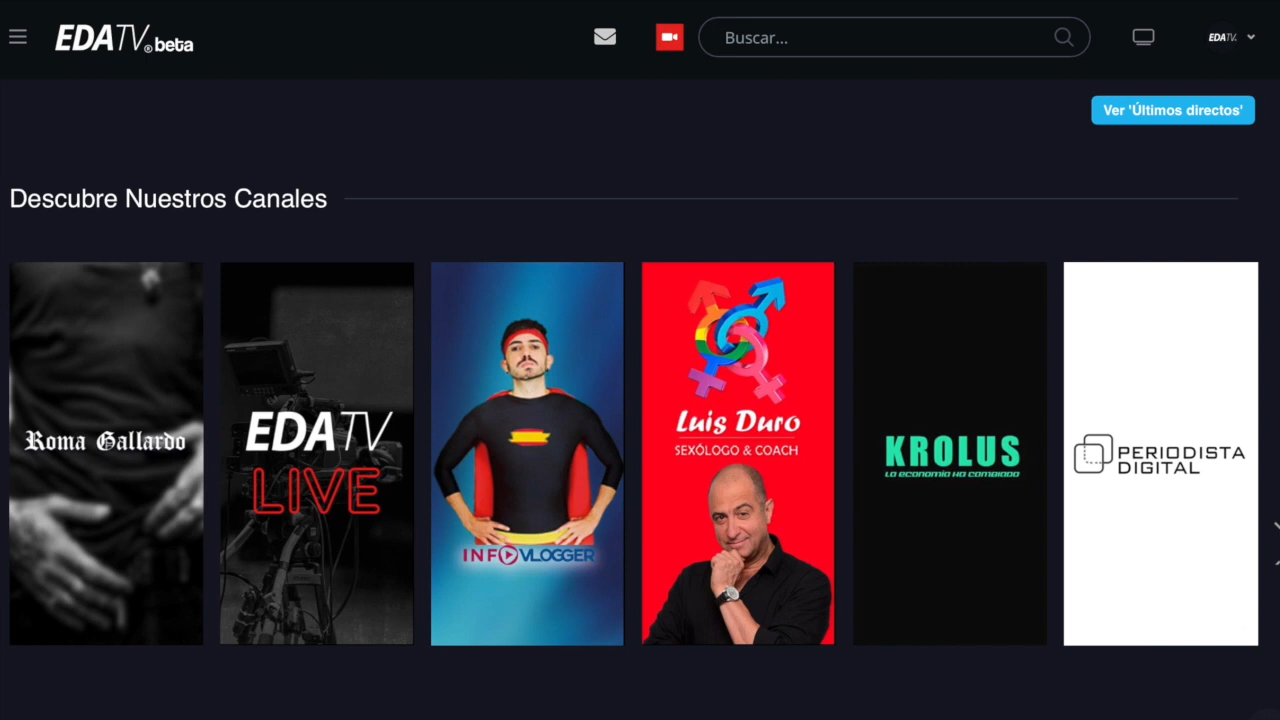 EDATV® beta
Buscar...
EDATV.
Ver 'Últimos directos'
Descubre Nuestros Canales
Roma Gallardo
EDATV
LIVE
INFOVLOGGER
Luis Duro
SEXÓLOGO & COACH
KROLUS
La economía ha cambiado
PERIODISTA
DIGITAL